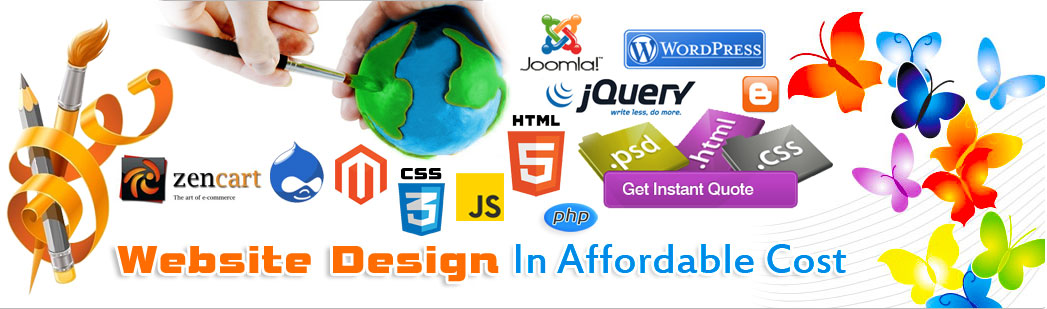 Joomla!
WORDPRESS
jQuery
write less, do more.
HTML
5
.psd
.html
.css
Get Instant Quote
zencart
The art of e-commerce
CSS
3
JS
php
Website Design In Affordable Cost